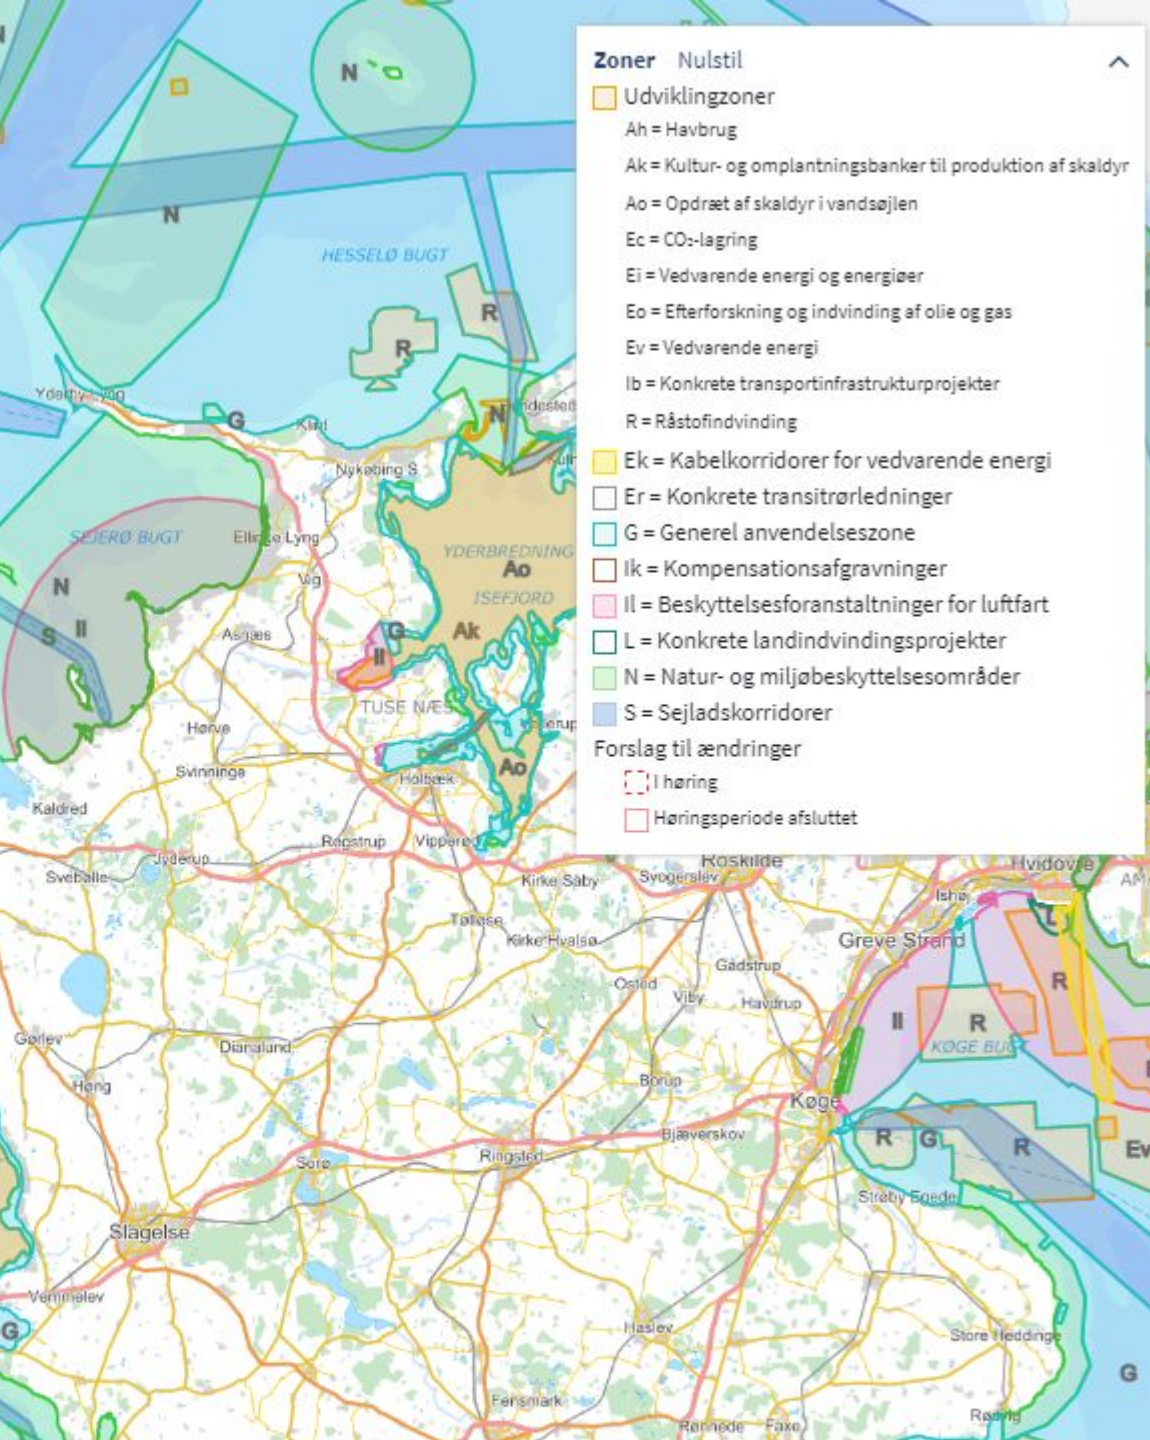 Zoner Nulstil
Udviklingzoner
Ah = Havbrug
Ak = Kultur- og omplantningsbanker til produktion af skaldyr
Ao = Opdræt af skaldyr i vandsøjlen
Ec = CO₂-lagring
Ei = Vedvarende energi og energiøer
Eo = Efterforskning og indvinding af olie og gas
Ev = Vedvarende energi
Ib = Konkrete transportinfrastrukturprojekter
R = Råstofindvinding
Ek = Kabelkorridorer for vedvarende energi
Er = Konkrete transitrørledninger
G = Generel anvendelseszone
Ik = Kompensationsafgravninger
Il = Beskyttelsesforanstaltninger for luftfart
L = Konkrete landindvindingsprojekter
N = Natur- og miljøbeskyttelsesområder
S = Sejladskorridorer
Forslag til ændringer
I høring
Høringsperiode afsluttet
N
N
HESSELØ BUGT
R
R
G
Klint
N
Nykøbing S
SEJERØ BUGT
Ellinge Lyng
YDERBREDNING
Ao
Vig
N
ISEFJORD
S
Il
Asnæs
G
Ak
Il
TUSE NÆS
Hørve
Svinninge
Holbæk
Ao
Kaldred
Regstrup
Vipperød
Jyderup
Svebølle
Kirke Såby
Svogerslev
Roskilde
Hvidovre
Ishø
Tølløse
Kirke Hvalsø
Greve Strand
L
Gadstrup
Osted
Viby
Havdrup
R
Il
R
KØGE BUGT
Gørlev
Dianalund
Høng
Borup
Køge
Bjæverskov
R
G
R
Ev
Sorø
Ringsted
Strøby Egede
Slagelse
Vemmelev
G
Haslev
Store Heddinge
G
Fensmark
Rønnede
Faxe
Rødvig